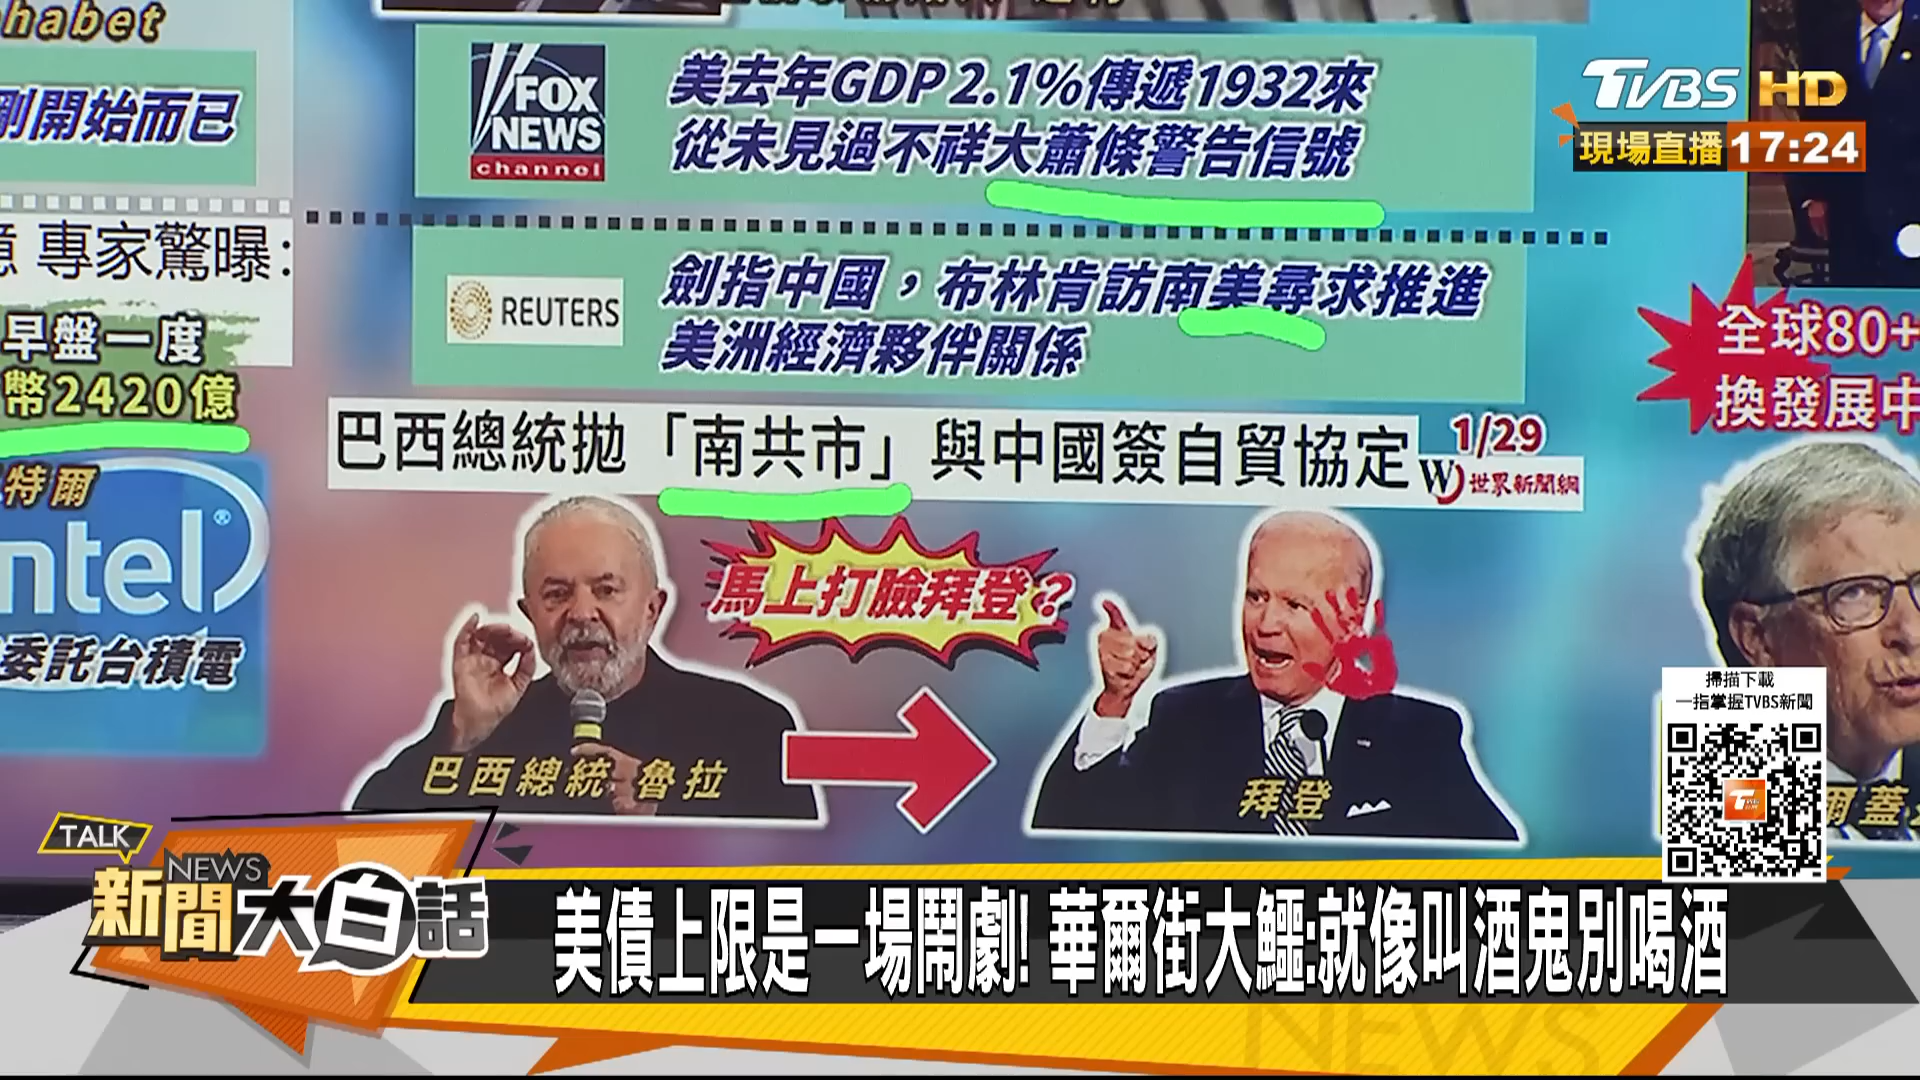 habet
剛開始而已
專家驚曝:
早盤一度
幣2420億
特爾
intel
委託台積電
FOX
NEWS
channel
美去年GDP 2.1%傳遞1932來
從未見過不祥大蕭條警告信號
REUTERS
劍指中國,布林肯訪南美尋求推進
美洲經濟夥伴關係
巴西總統拋「南共市」與中國簽自貿協定
1/29
W 世界新聞網
馬上打臉拜登?
巴西總統 魯拉
拜登
TVBS HD
現場直播 17:24
全球80+
換發展中
掃描下載
一指掌握TVBS新聞
爾蓋
TALK
NEWS
新聞大白話
美債上限是一場鬧劇! 華爾街大鱷:就像叫酒鬼別喝酒
NEWS